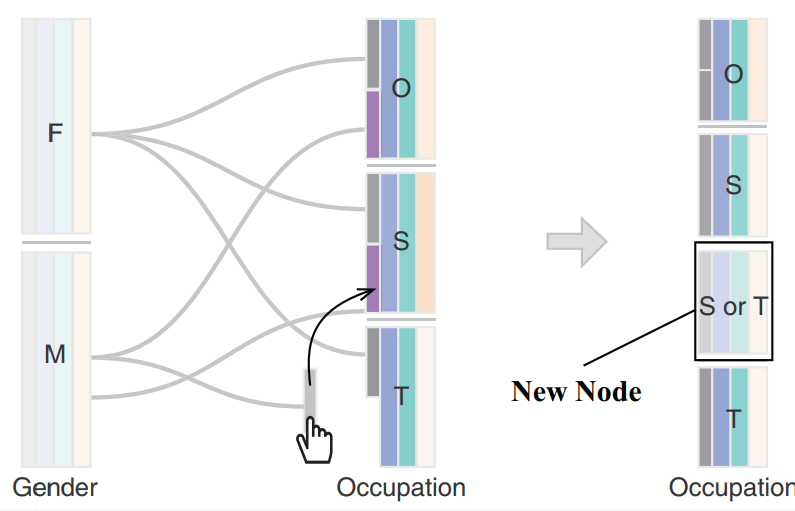 F
M
Gender
O
S
T
Occupation
New Node
O
S
S or T
T
Occupation